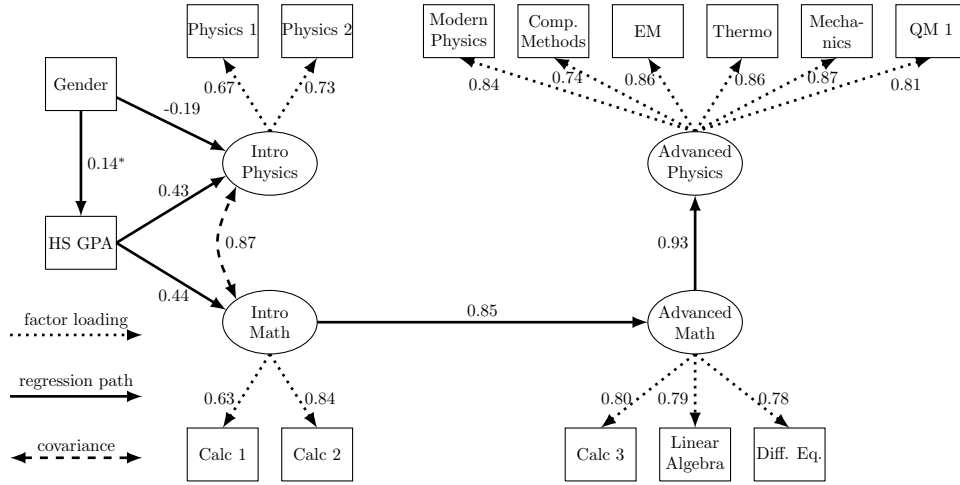 Physics 1
Physics 2
Modern
Physics
Comp.
Methods
EM
Thermo
Mecha-
nics
QM 1
Gender
0.67
0.73
0.84
0.74
0.86
0.86
0.87
0.81
-0.19
0.14*
Intro
Physics
Advanced
Physics
0.43
HS GPA
0.87
0.93
0.44
Intro
Math
0.85
Advanced
Math
factor loading
regression path
covariance
0.63
0.84
0.80
0.79
0.78
Calc 1
Calc 2
Calc 3
Linear
Algebra
Diff. Eq.